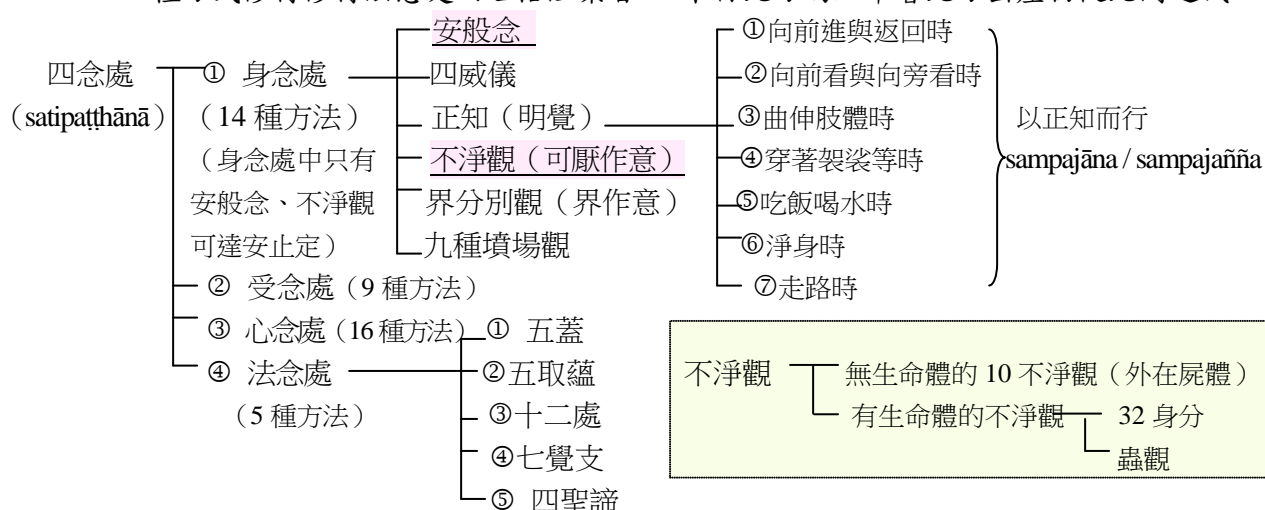 四念處
(satipaṭṭhānā)
① 身念處
(14 種方法)
(身念處中只有
安般念、不淨觀
可達安止定)
安般念
四威儀
正知(明覺)
不淨觀(可厭作意)
界分別觀(界作意)
九種墳場觀
①向前進與返回時
②向前看與向旁看時
③曲伸肢體時
④穿著袈裟等時
⑤吃飯喝水時
⑥淨身時
⑦走路時
以正知而行
sampajāna / sampajañña
② 受念處(9 種方法)
③ 心念處(16 種方法)
④ 法念處
(5 種方法)
① 五蓋
②五取蘊
③十二處
④七覺支
⑤ 四聖諦
不淨觀
無生命體的 10 不淨觀(外在屍體)
有生命體的不淨觀
32 身分
蟲觀